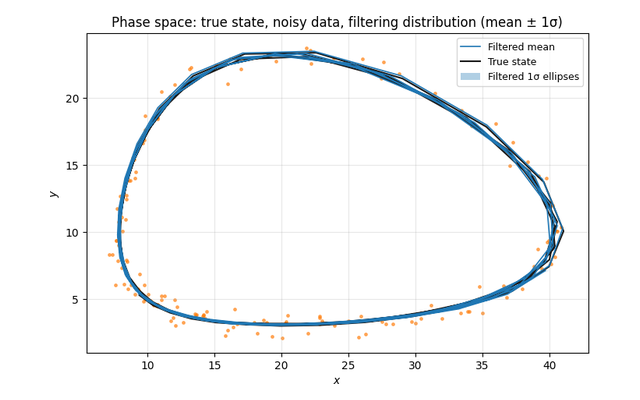 Phase space: true state, noisy data, filtering distribution (mean ± 1σ)
Filtered mean
True state
Filtered 1σ ellipses
y
20
15
10
5
10
15
20
25
30
35
40
x